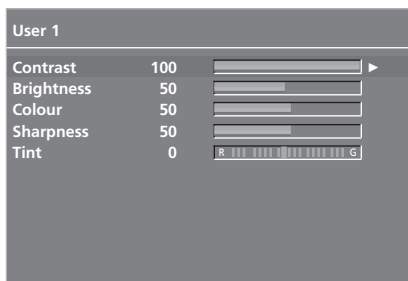 User 1
Contrast 100
Brightness 50
Colour 50
Sharpness 50
Tint 0 R G